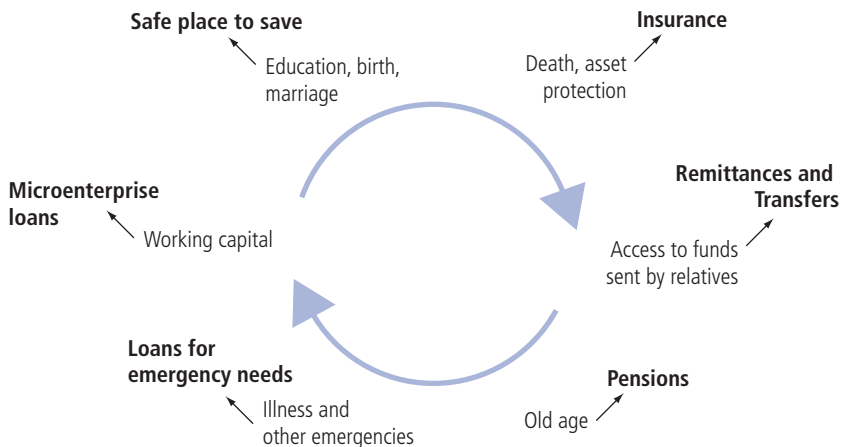 Safe place to save
Education, birth,
marriage
Insurance
Death, asset
protection
Remittances and
Transfers
Access to funds
sent by relatives
Microenterprise
loans
Working capital
Loans for
emergency needs
Illness and
other emergencies
Pensions
Old age